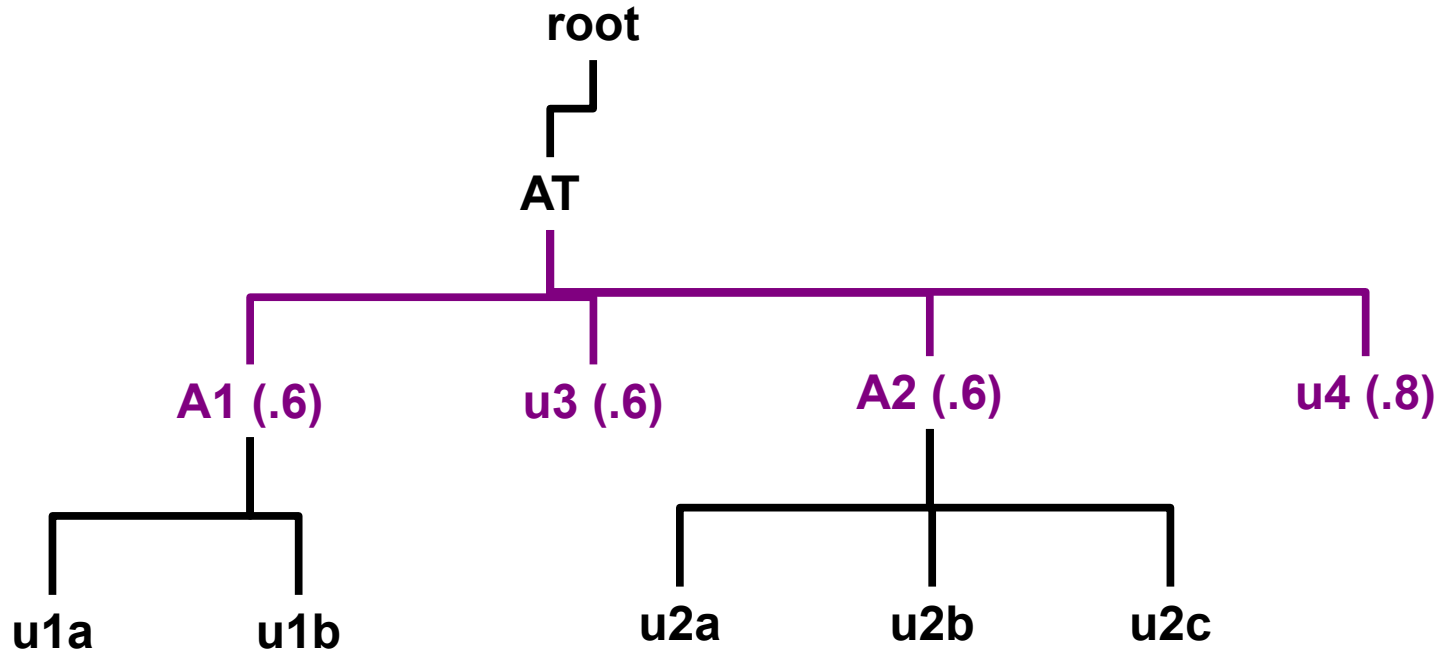 root
AT
A1 (.6) u3 (.6) A2 (.6) u4 (.8)
u1a u1b u2a u2b u2c